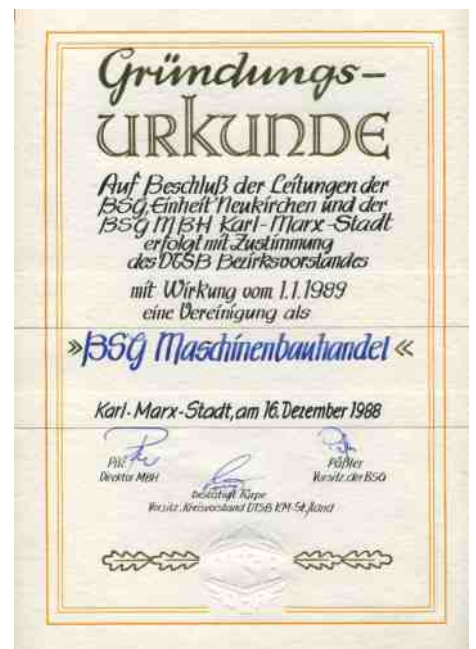 Gründungs-
URKUNDE
Auf Beschluß der Leitungen der
BSG Einheit Neukirchen und der
BSG MBH Karl-Marx-Stadt
erfolgt mit Zustimmung
des DTSB Bezirksvorstandes
mit Wirkung vom 1.1.1989
eine Vereinigung als
»BSG Maschinenbauhandel«
Karl-Marx-Stadt, am 16. Dezember 1988
Pilz Päßler
Direktor MBH Vorsitz. der BSG
bestätigt
Vorsitz. Kreisvorstand DTSB KM-St./Land